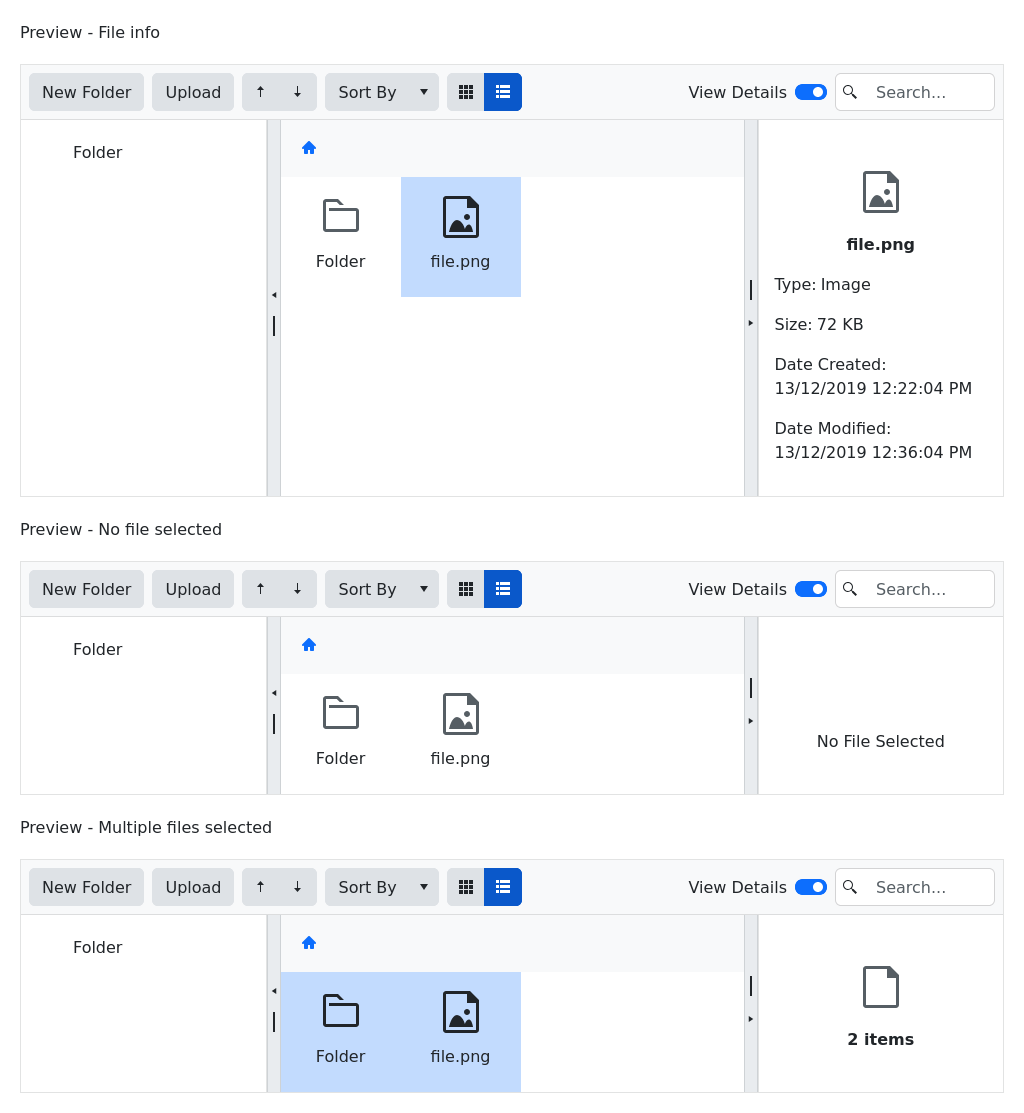 Preview - File info
New Folder Upload Sort By View Details Search...
Folder
Folder file.png
file.png
Type: Image
Size: 72 KB
Date Created:
13/12/2019 12:22:04 PM
Date Modified:
13/12/2019 12:36:04 PM
Preview - No file selected
New Folder Upload Sort By View Details Search...
Folder
Folder file.png
No File Selected
Preview - Multiple files selected
New Folder Upload Sort By View Details Search...
Folder
Folder file.png
2 items